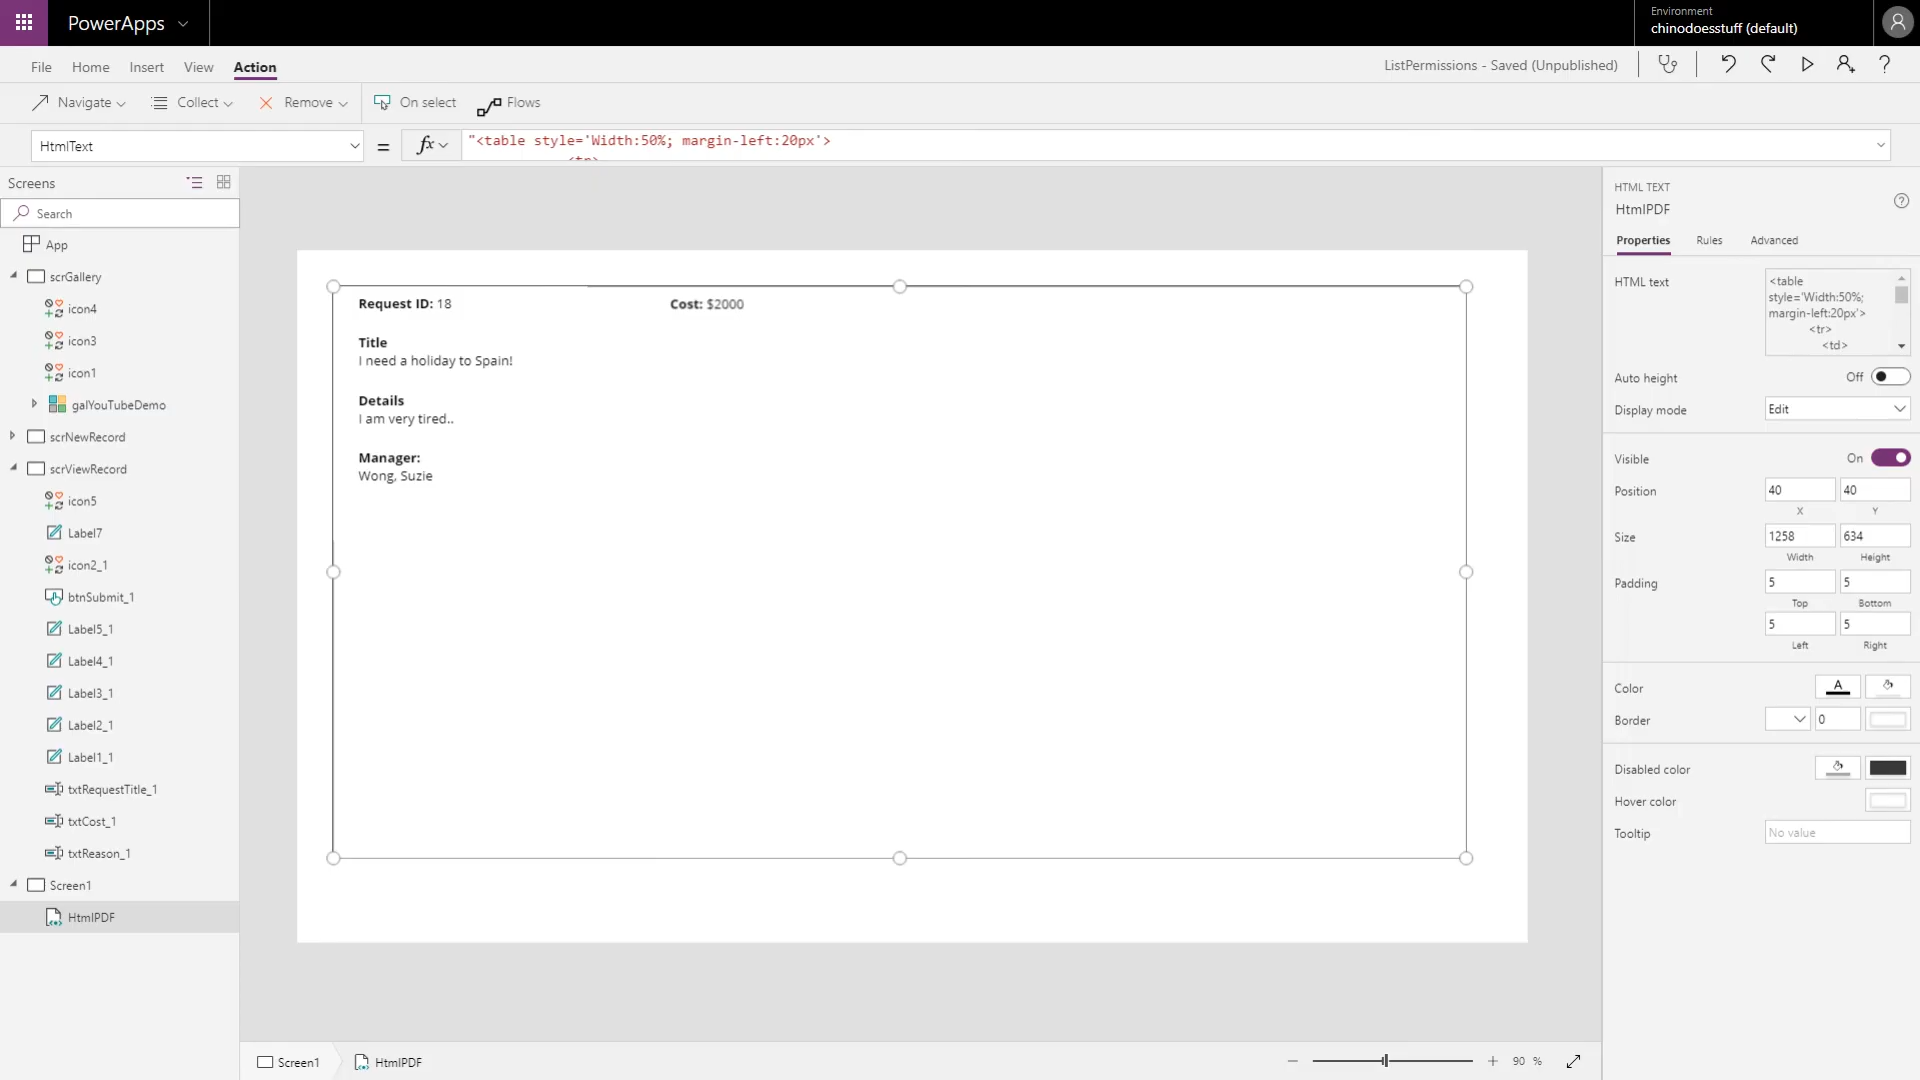 PowerApps
Environment
chinodoesstuff (default)
File
Home
Insert
View
Action
ListPermissions - Saved (Unpublished)
Navigate
Collect
Remove
On select
Flows
HtmlText
=
fx
"<table style='Width:50%; margin-left:20px'>
Screens
Search
App
scrGallery
icon4
icon3
icon1
galYouTubeDemo
scrNewRecord
scrViewRecord
icon5
Label7
icon2_1
btnSubmit_1
Label5_1
Label4_1
Label3_1
Label2_1
Label1_1
txtRequestTitle_1
txtCost_1
txtReason_1
Screen1
HtmlPDF
Request ID: 18
Cost: $2000
Title
I need a holiday to Spain!
Details
I am very tired..
Manager:
Wong, Suzie
HTML TEXT
HtmlPDF
Properties
Rules
Advanced
HTML text
<table
style='Width:50%;
margin-left:20px'>
<tr>
<td>
Auto height
Off
Display mode
Edit
Visible
On
Position
40
40
X
Y
Size
1258
634
Width
Height
Padding
5
5
Top
Bottom
5
5
Left
Right
Color
A
Border
0
Disabled color
Hover color
Tooltip
No value
Screen1
HtmlPDF
90 %